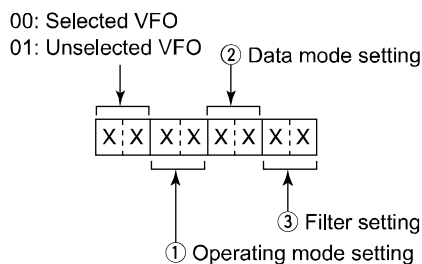 00: Selected VFO
01: Unselected VFO
② Data mode setting
X X X X X X X X
③ Filter setting
① Operating mode setting